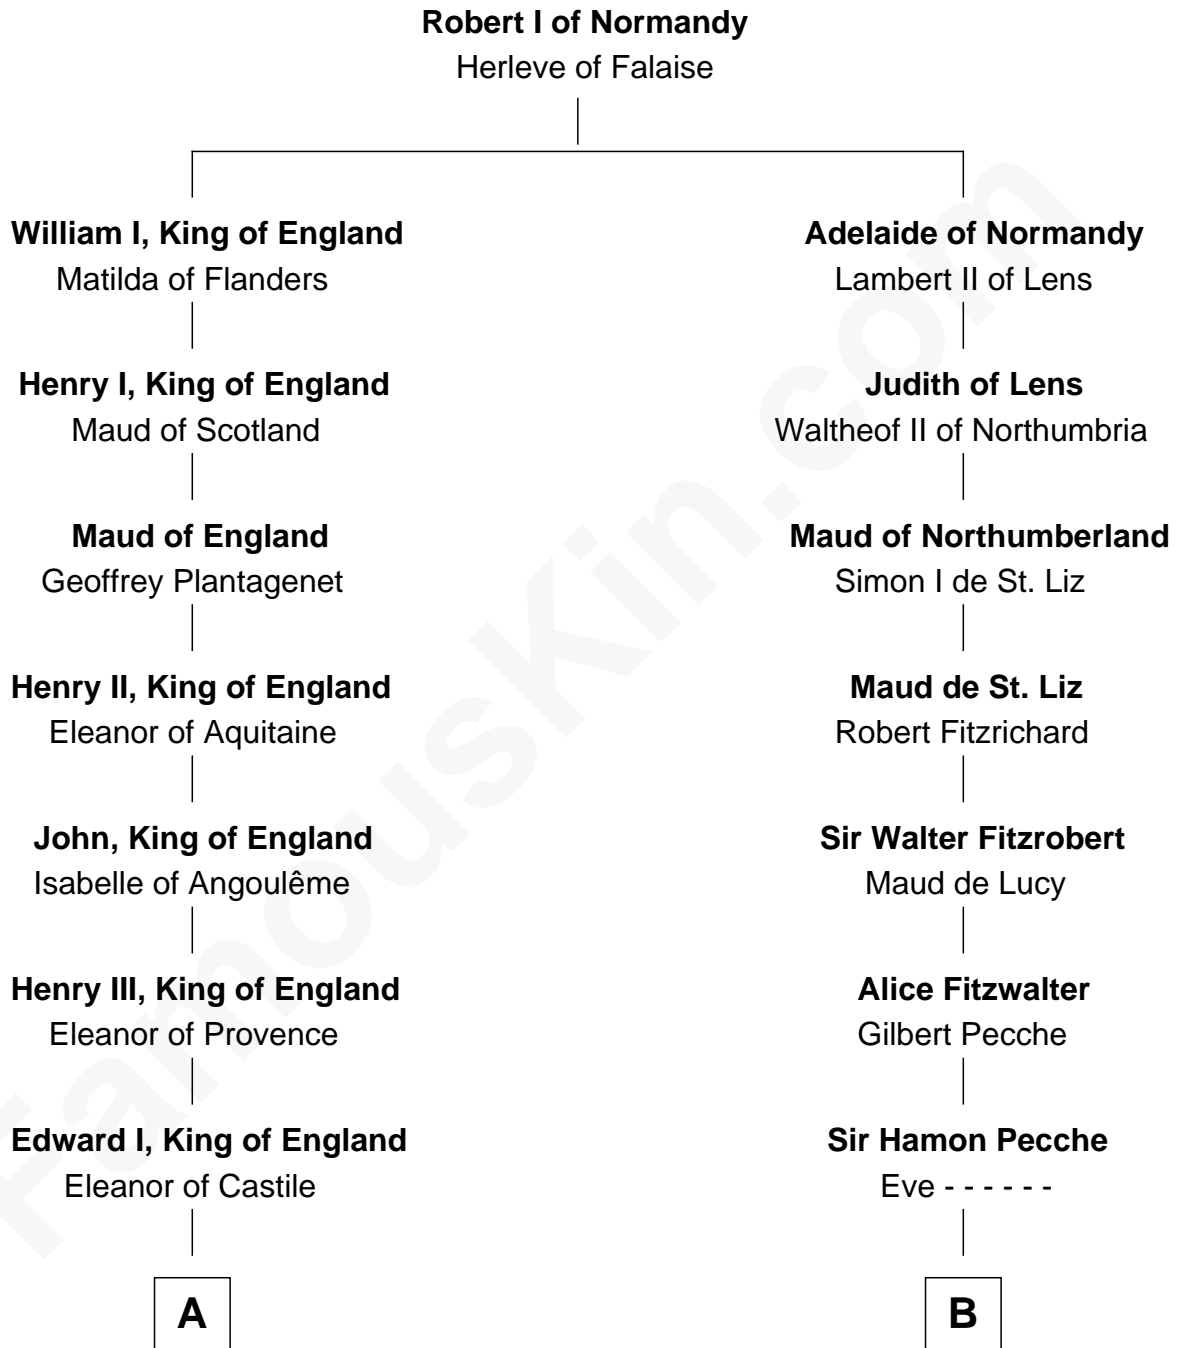 Robert I of Normandy
Herleve of Falaise
William I, King of England
Matilda of Flanders
Adelaide of Normandy
Lambert II of Lens
Henry I, King of England
Maud of Scotland
Judith of Lens
Waltheof II of Northumbria
Maud of England
Geoffrey Plantagenet
Maud of Northumberland
Simon I de St. Liz
Henry II, King of England
Eleanor of Aquitaine
Maud de St. Liz
Robert Fitzrichard
John, King of England
Isabelle of Angoulême
Sir Walter Fitzrobert
Maud de Lucy
Henry III, King of England
Eleanor of Provence
Alice Fitzwalter
Gilbert Pecche
Edward I, King of England
Eleanor of Castile
Sir Hamon Pecche
Eve - - - - - -
A
B
FamousKin.com